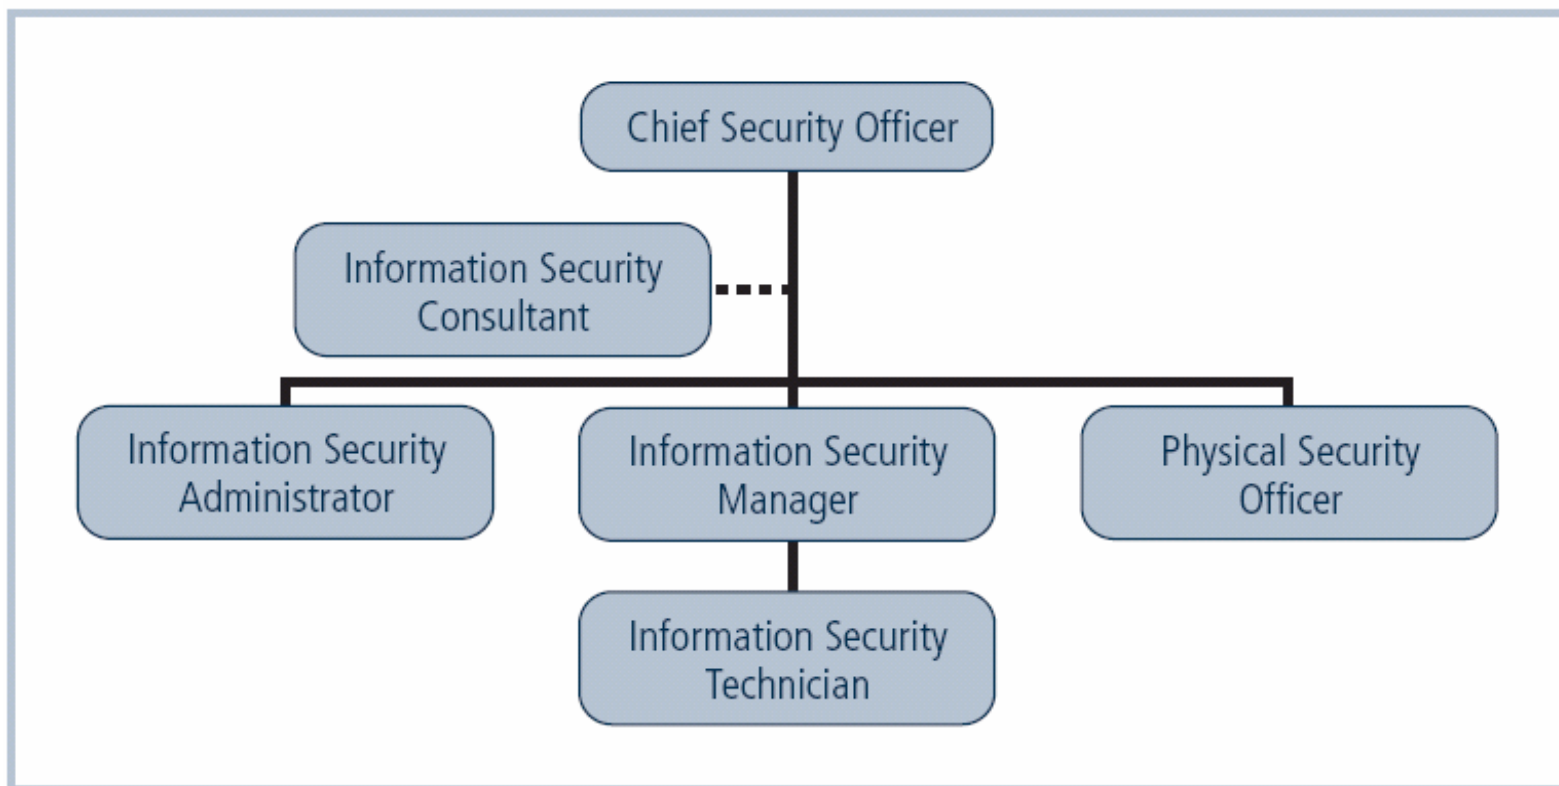 Chief Security Officer
Information Security
Consultant
Information Security
Administrator
Information Security
Manager
Physical Security
Officer
Information Security
Technician